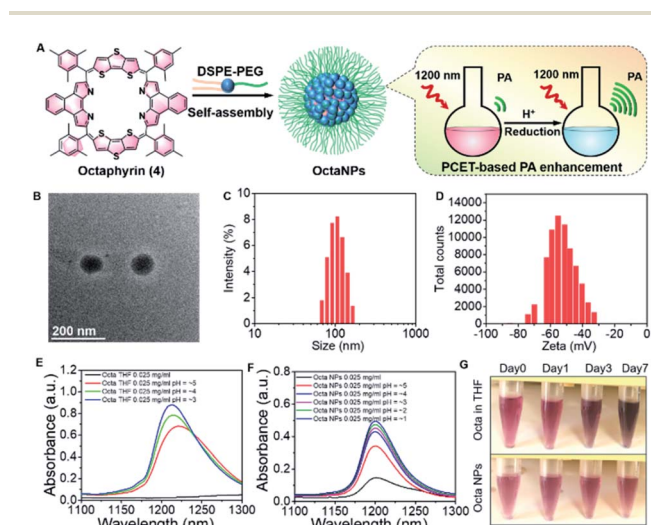 A
DSPE-PEG
Self-assembly
S S S
N N
N N
S S S
Octaphyrin (4)
OctaNPs
1200 nm PA
H+
Reduction
1200 nm PA
PCET-based PA enhancement
B
200 nm
C
Intensity (%)
10
8
6
4
2
0
10 100 1000
Size (nm)
D
Total counts
14000
12000
10000
8000
6000
4000
2000
0
-100 -80 -60 -40 -20 0
Zeta (mV)
E
Absorbance (a.u.)
1.2
1.0
0.8
0.6
0.4
0.2
0.0
Octa THF 0.025 mg/ml
Octa THF 0.025 mg/ml pH = ~5
Octa THF 0.025 mg/ml pH = ~4
Octa THF 0.025 mg/ml pH = ~3
1100 1150 1200 1250 1300
Wavelength (nm)
F
Absorbance (a.u.)
0.8
0.6
0.4
0.2
0.0
Octa NPs 0.025 mg/ml
Octa NPs 0.025 mg/ml pH = ~5
Octa NPs 0.025 mg/ml pH = ~4
Octa NPs 0.025 mg/ml pH = ~3
Octa NPs 0.025 mg/ml pH = ~2
Octa NPs 0.025 mg/ml pH = ~1
1100 1150 1200 1250 1300
Wavelength (nm)
G
Day0 Day1 Day3 Day7
Octa in THF
Octa NPs